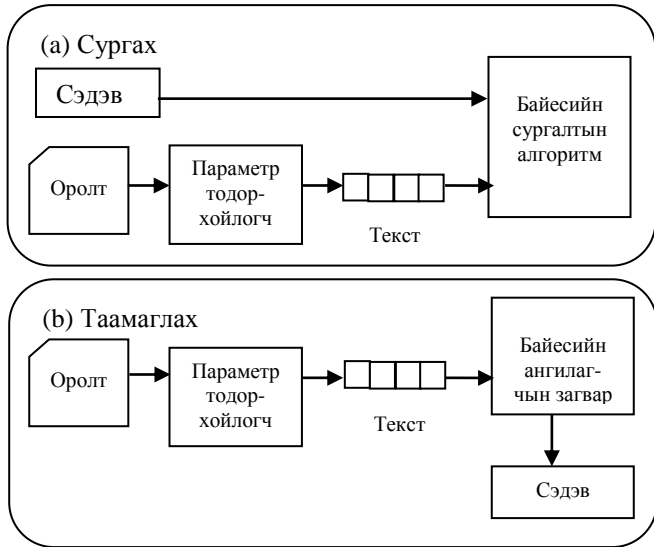 (a) Сургах
Сэдэв
Байесийн
сургалтын
алгоритм
Оролт
Параметр
тодор-
хойлогч
Текст
(b) Таамаглах
Оролт
Параметр
тодор-
хойлогч
Текст
Байесийн
ангилаг-
чын загвар
Сэдэв